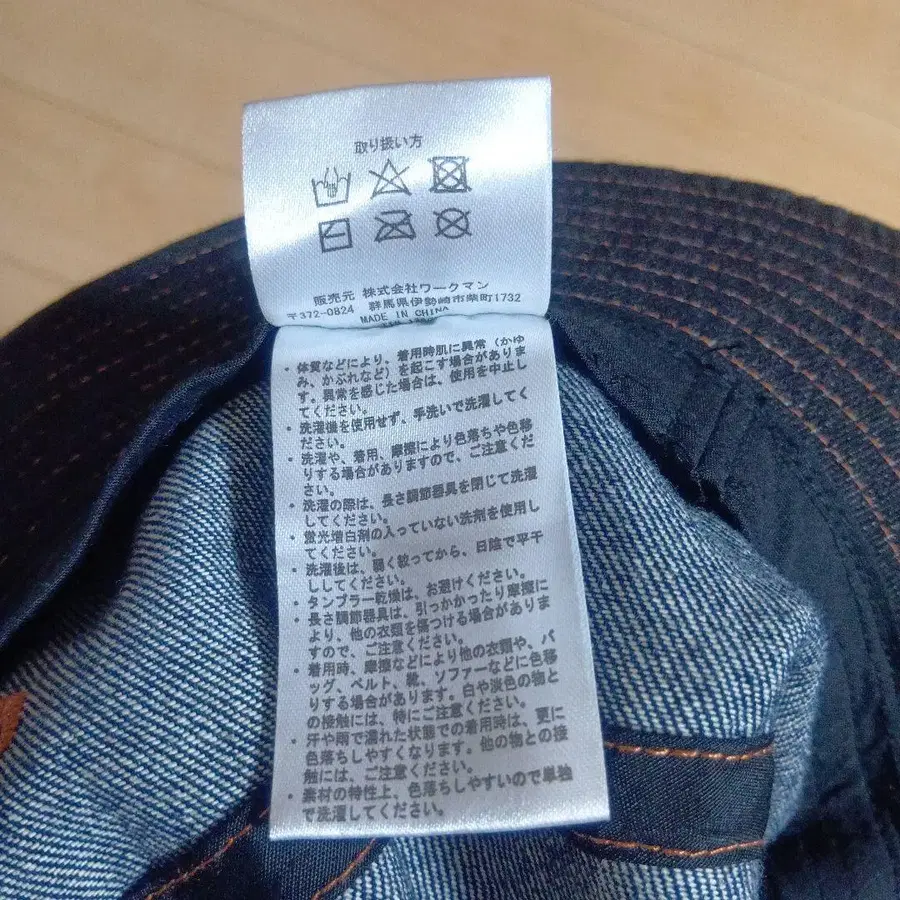 取り扱い方
販売元 株式会社ワークマン
〒372-0824 群馬県伊勢崎市柴町1732
MADE IN CHINA
・体質などにより、着用時肌に異常（かゆ
み、かぶれなど）を起こす場合がありま
す。異常を感じた場合は、使用を中止し
てください。
・洗濯後を使用せず、手洗いで洗濯してく
ださい。
・洗濯や、着用、摩擦により色落ちや色移
りする場合がありますので、ご注意くだ
さい。
・洗濯の際は、長さ調節器具を閉じて洗濯
してください。
・蛍光増白剤の入っていない洗剤を使用し
てください。
・洗濯後は、弱く絞ってから、日陰で平干
ししてください。
・タンブラー乾燥は、お避けください。
・長さ調節器具は、引っかかったり摩擦に
より、他の衣類を傷つける場合がありま
すので、ご注意ください。
・着用時、摩擦などにより他の衣類や、バ
ッグ、ベルト、靴、ソファーなどに色移
りする場合があります。白や淡色の物と
の接触には、特にご注意ください。
・汗や雨で濡れた状態での着用時は、更に
色落ちしやすくなります。他の物との接
触には、ご注意ください。
・素材の特性上、色落ちしやすいので単独
で洗濯してください。